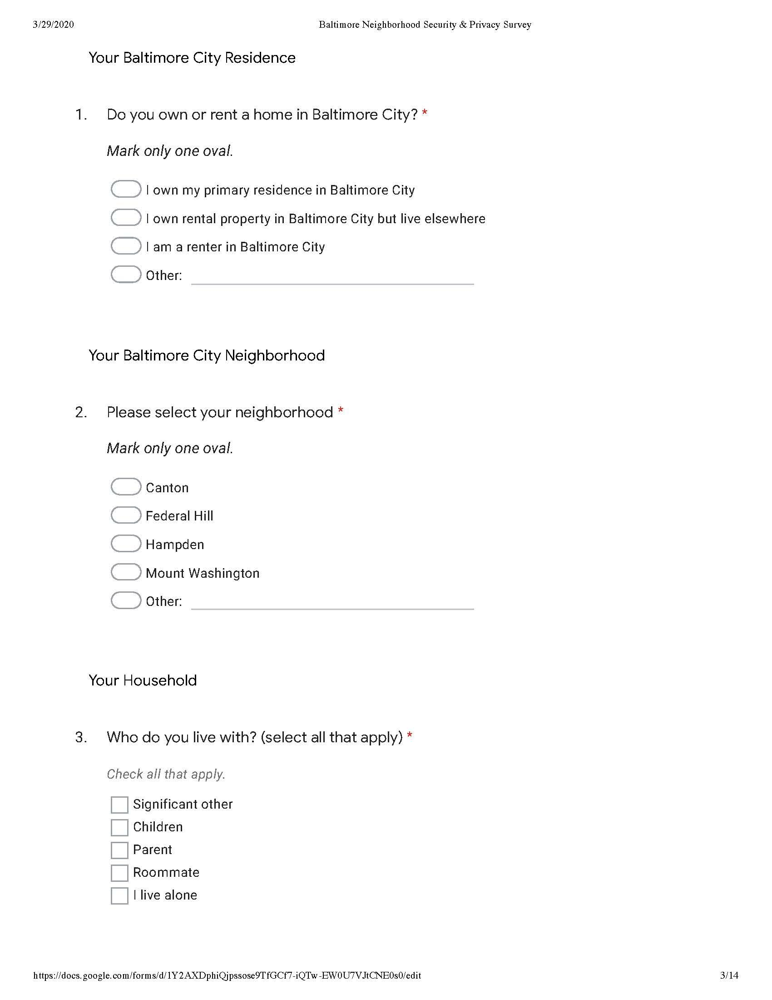 3/29/2020 Baltimore Neighborhood Security & Privacy Survey
Your Baltimore City Residence
1. Do you own or rent a home in Baltimore City? *
Mark only one oval.
I own my primary residence in Baltimore City
I own rental property in Baltimore City but live elsewhere
I am a renter in Baltimore City
Other:
Your Baltimore City Neighborhood
2. Please select your neighborhood *
Mark only one oval.
Canton
Federal Hill
Hampden
Mount Washington
Other:
Your Household
3. Who do you live with? (select all that apply) *
Check all that apply.
Significant other
Children
Parent
Roommate
I live alone
https://docs.google.com/forms/d/1Y2AXDphiQjpssose9TfGCf7-iQTw-EW0U7VJtCNE0s0/edit 3/14